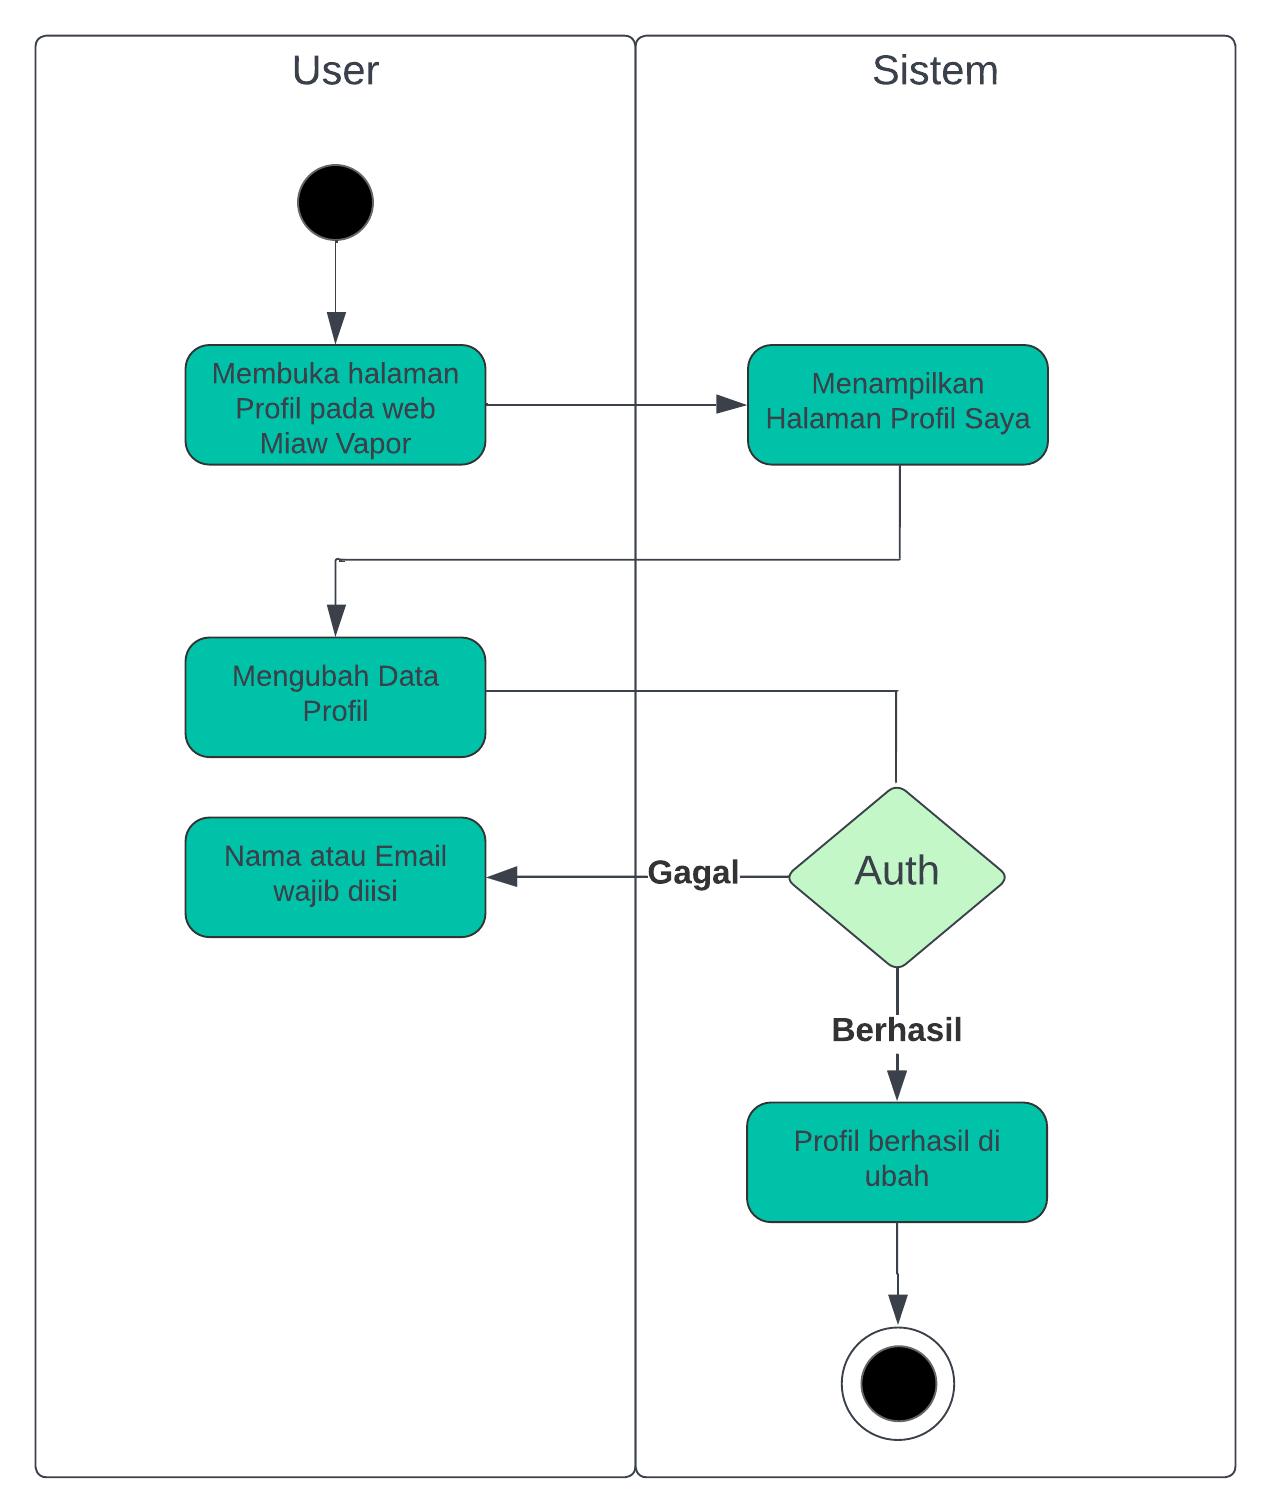 User
Sistem
Membuka halaman
Profil pada web
Miaw Vapor
Menampilkan
Halaman Profil Saya
Mengubah Data
Profil
Nama atau Email
wajib diisi
Gagal
Auth
Berhasil
Profil berhasil di
ubah